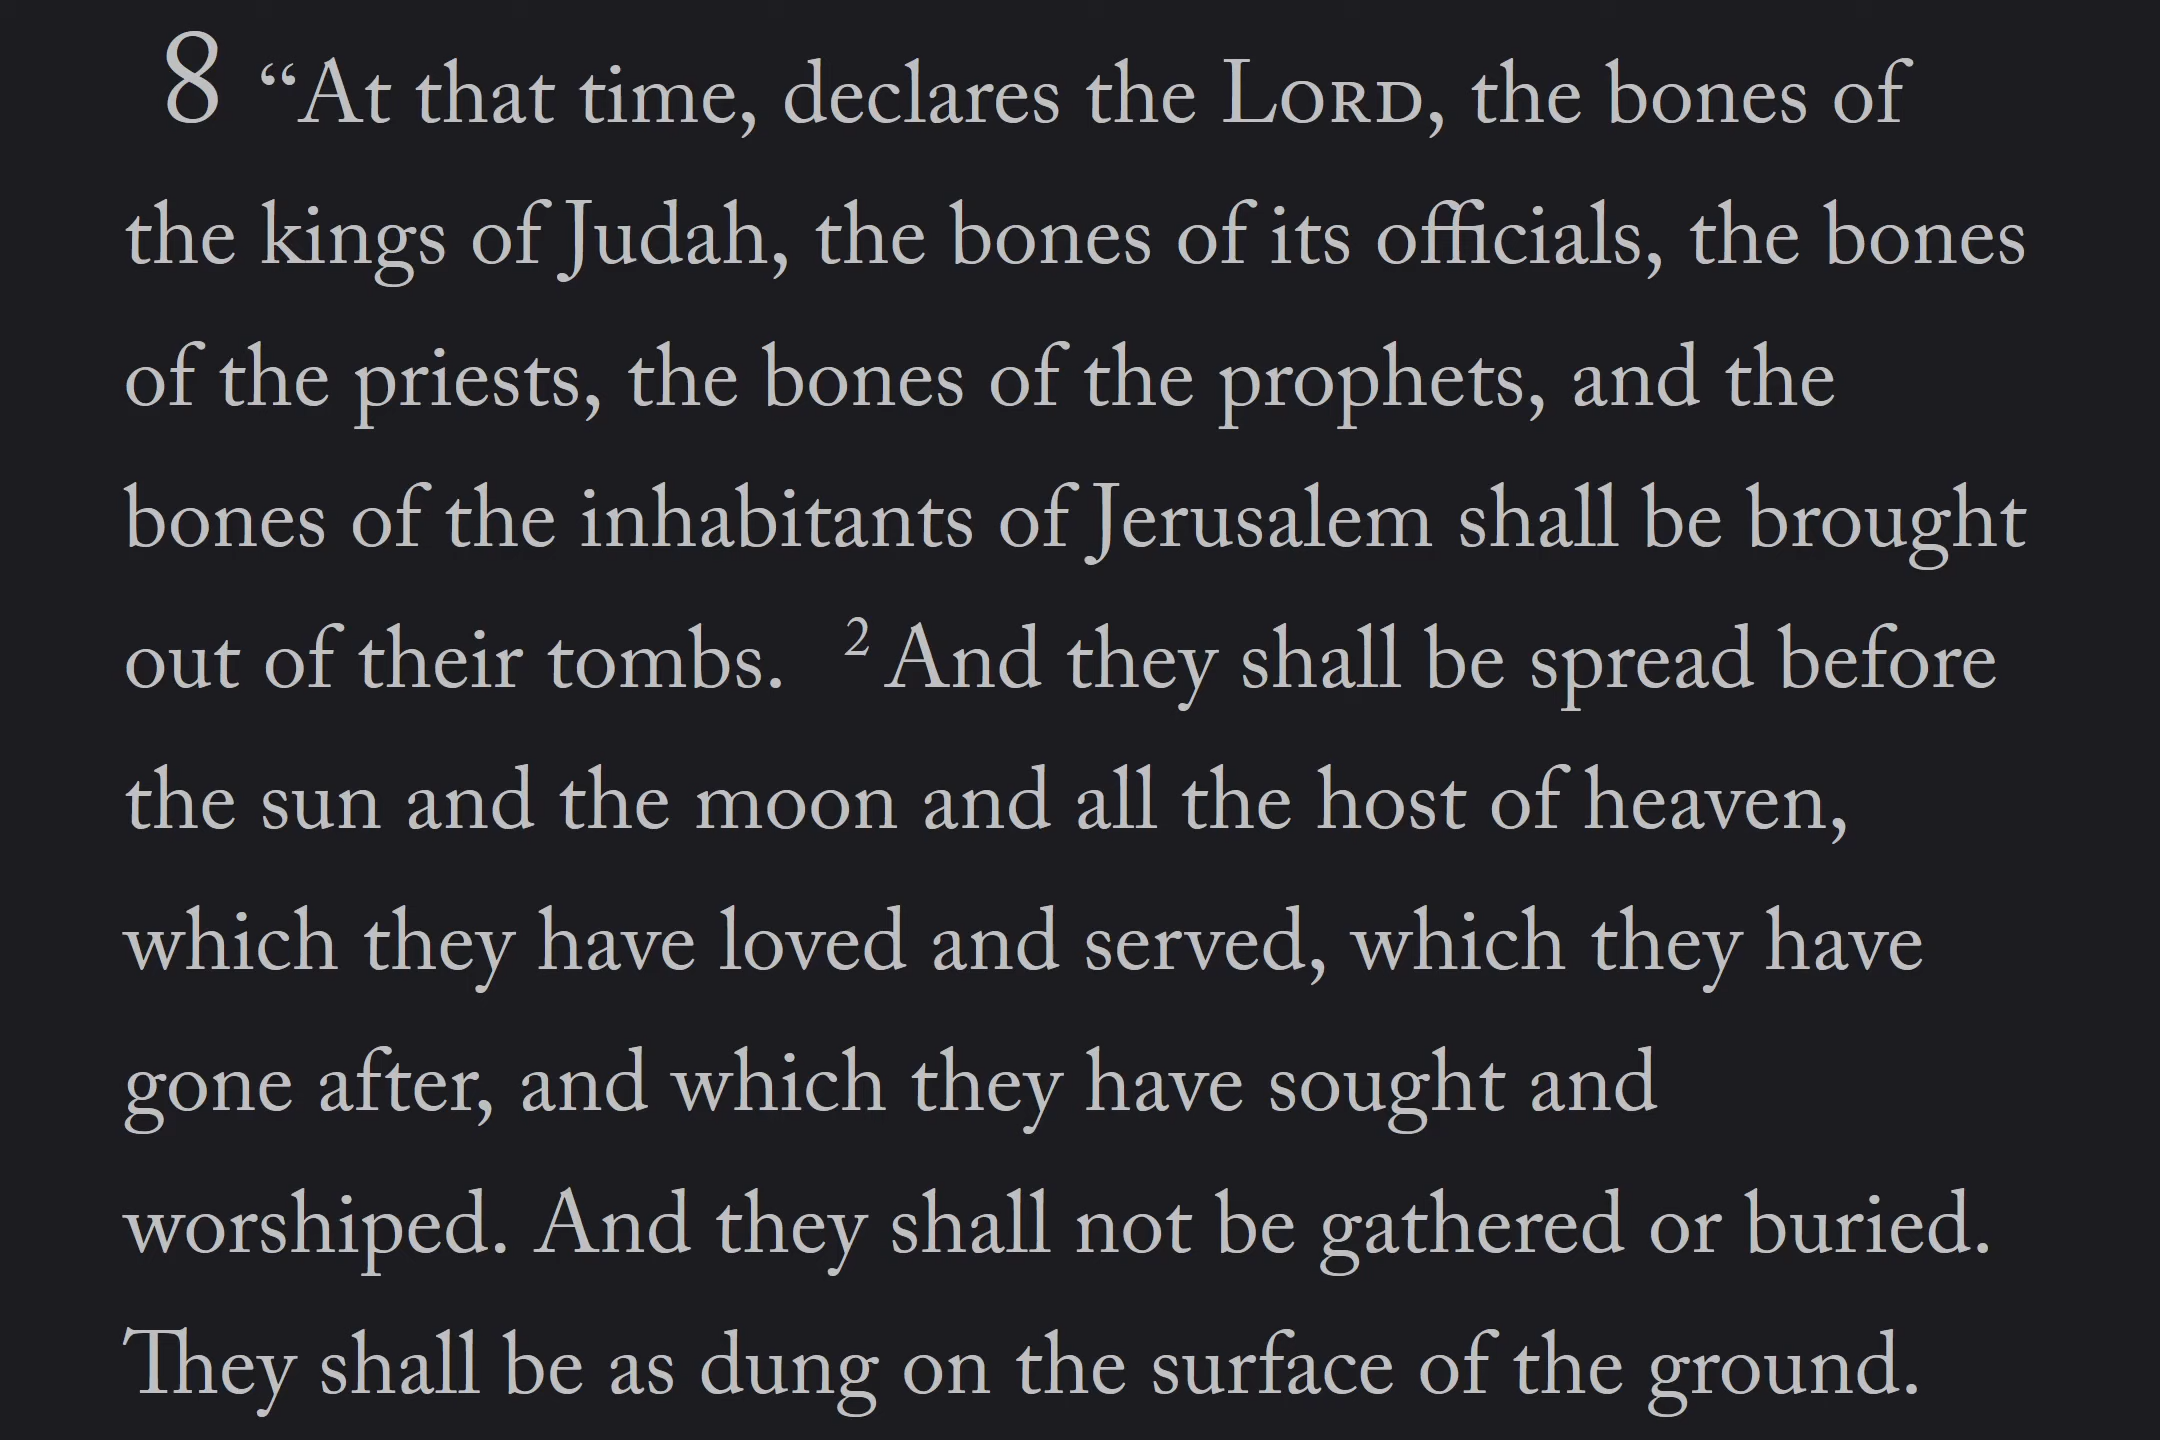 8 “At that time, declares the LORD, the bones of
the kings of Judah, the bones of its officials, the bones
of the priests, the bones of the prophets, and the
bones of the inhabitants of Jerusalem shall be brought
out of their tombs. 2 And they shall be spread before
the sun and the moon and all the host of heaven,
which they have loved and served, which they have
gone after, and which they have sought and
worshiped. And they shall not be gathered or buried.
They shall be as dung on the surface of the ground.